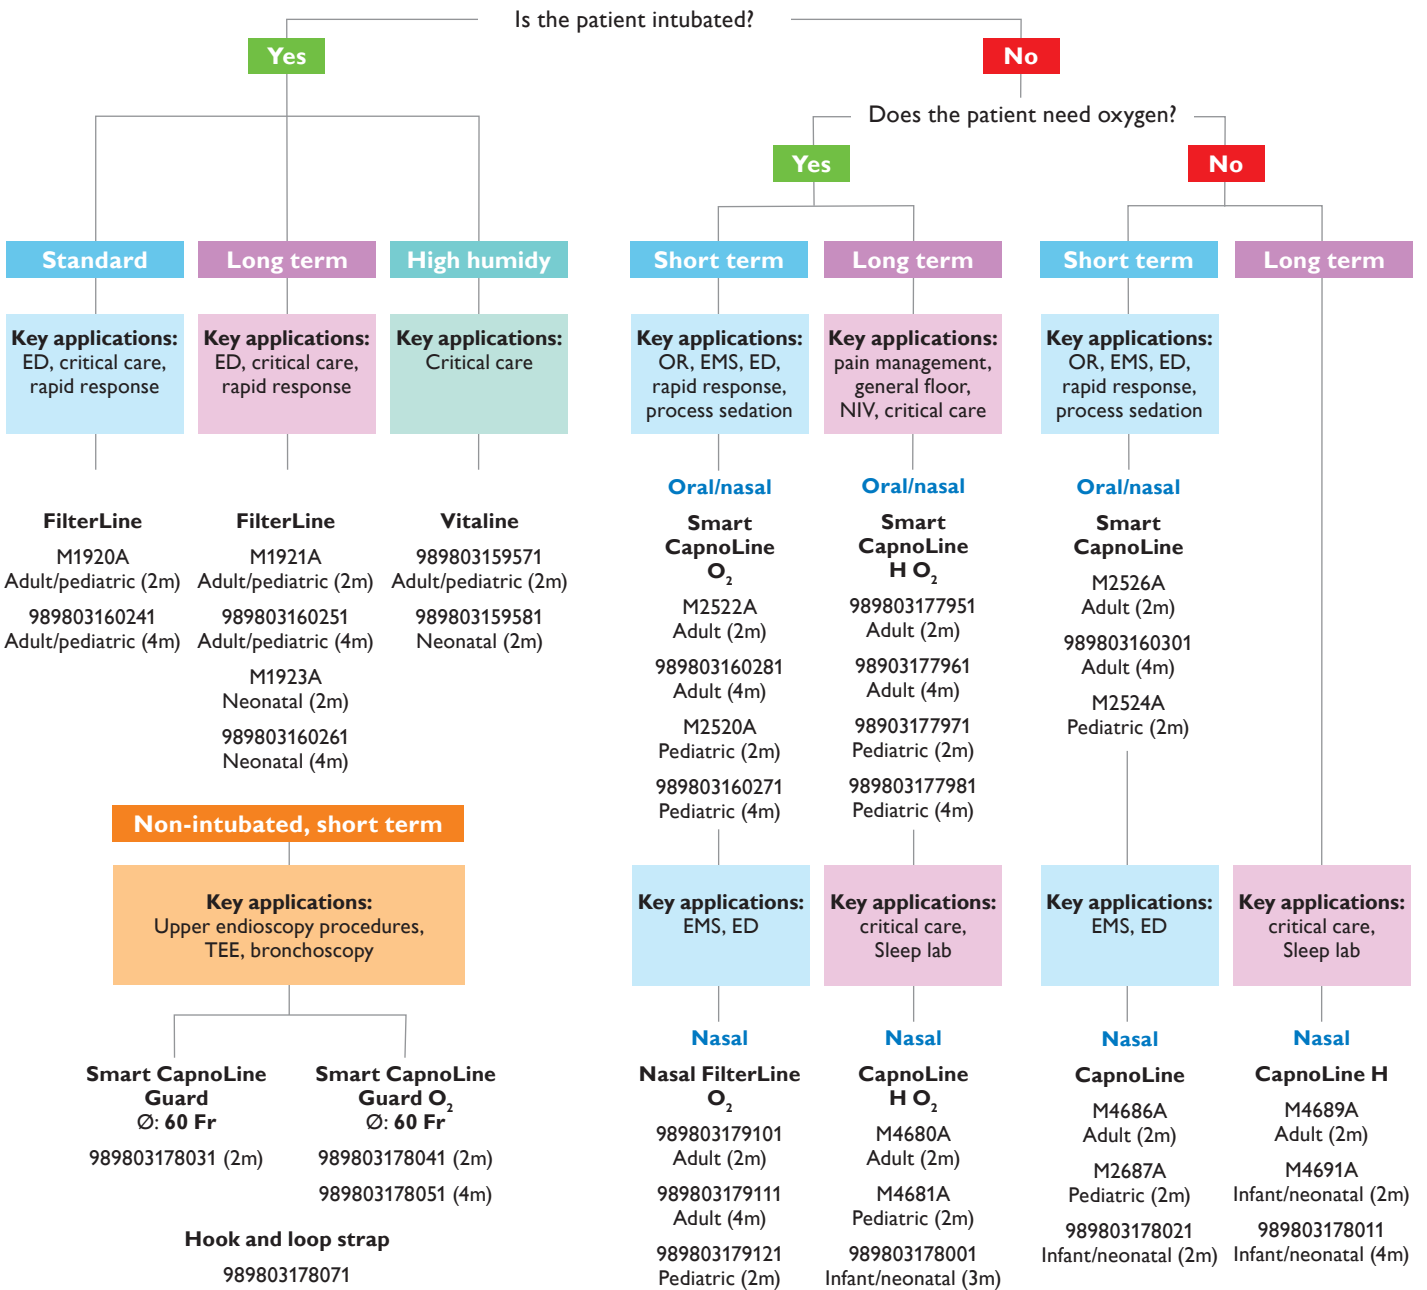 Is the patient intubated?
Yes
No
Does the patient need oxygen?
Yes
No
Standard
Key applications:
ED, critical care,
rapid response
FilterLine
M1920A
Adult/pediatric (2m)
989803160241
Adult/pediatric (4m)
Long term
Key applications:
ED, critical care,
rapid response
FilterLine
M1921A
Adult/pediatric (2m)
989803160251
Adult/pediatric (4m)
M1923A
Neonatal (2m)
989803160261
Neonatal (4m)
High humidy
Key applications:
Critical care
Vitaline
989803159571
Adult/pediatric (2m)
989803159581
Neonatal (2m)
Non-intubated, short term
Key applications:
Upper endioscopy procedures,
TEE, bronchoscopy
Smart CapnoLine
Guard
Ø: 60 Fr
989803178031 (2m)
Smart CapnoLine
Guard O₂
Ø: 60 Fr
989803178041 (2m)
989803178051 (4m)
Hook and loop strap
989803178071
Short term
Key applications:
OR, EMS, ED,
rapid response,
process sedation
Oral/nasal
Smart
CapnoLine
O₂
M2522A
Adult (2m)
989803160281
Adult (4m)
M2520A
Pediatric (2m)
989803160271
Pediatric (4m)
Key applications:
EMS, ED
Nasal
Nasal FilterLine
O₂
989803179101
Adult (2m)
989803179111
Adult (4m)
989803179121
Pediatric (2m)
Long term
Key applications:
pain management,
general floor,
NIV, critical care
Oral/nasal
Smart
CapnoLine
H O₂
989803177951
Adult (2m)
98903177961
Adult (4m)
98903177971
Pediatric (2m)
989803177981
Pediatric (4m)
Key applications:
critical care,
Sleep lab
Nasal
CapnoLine
H O₂
M4680A
Adult (2m)
M4681A
Pediatric (2m)
989803178001
Infant/neonatal (3m)
Short term
Key applications:
OR, EMS, ED,
rapid response,
process sedation
Oral/nasal
Smart
CapnoLine
M2526A
Adult (2m)
989803160301
Adult (4m)
M2524A
Pediatric (2m)
Key applications:
EMS, ED
Nasal
CapnoLine
M4686A
Adult (2m)
M2687A
Pediatric (2m)
989803178021
Infant/neonatal (2m)
Long term
Key applications:
critical care,
Sleep lab
Nasal
CapnoLine H
M4689A
Adult (2m)
M4691A
Infant/neonatal (2m)
989803178011
Infant/neonatal (4m)